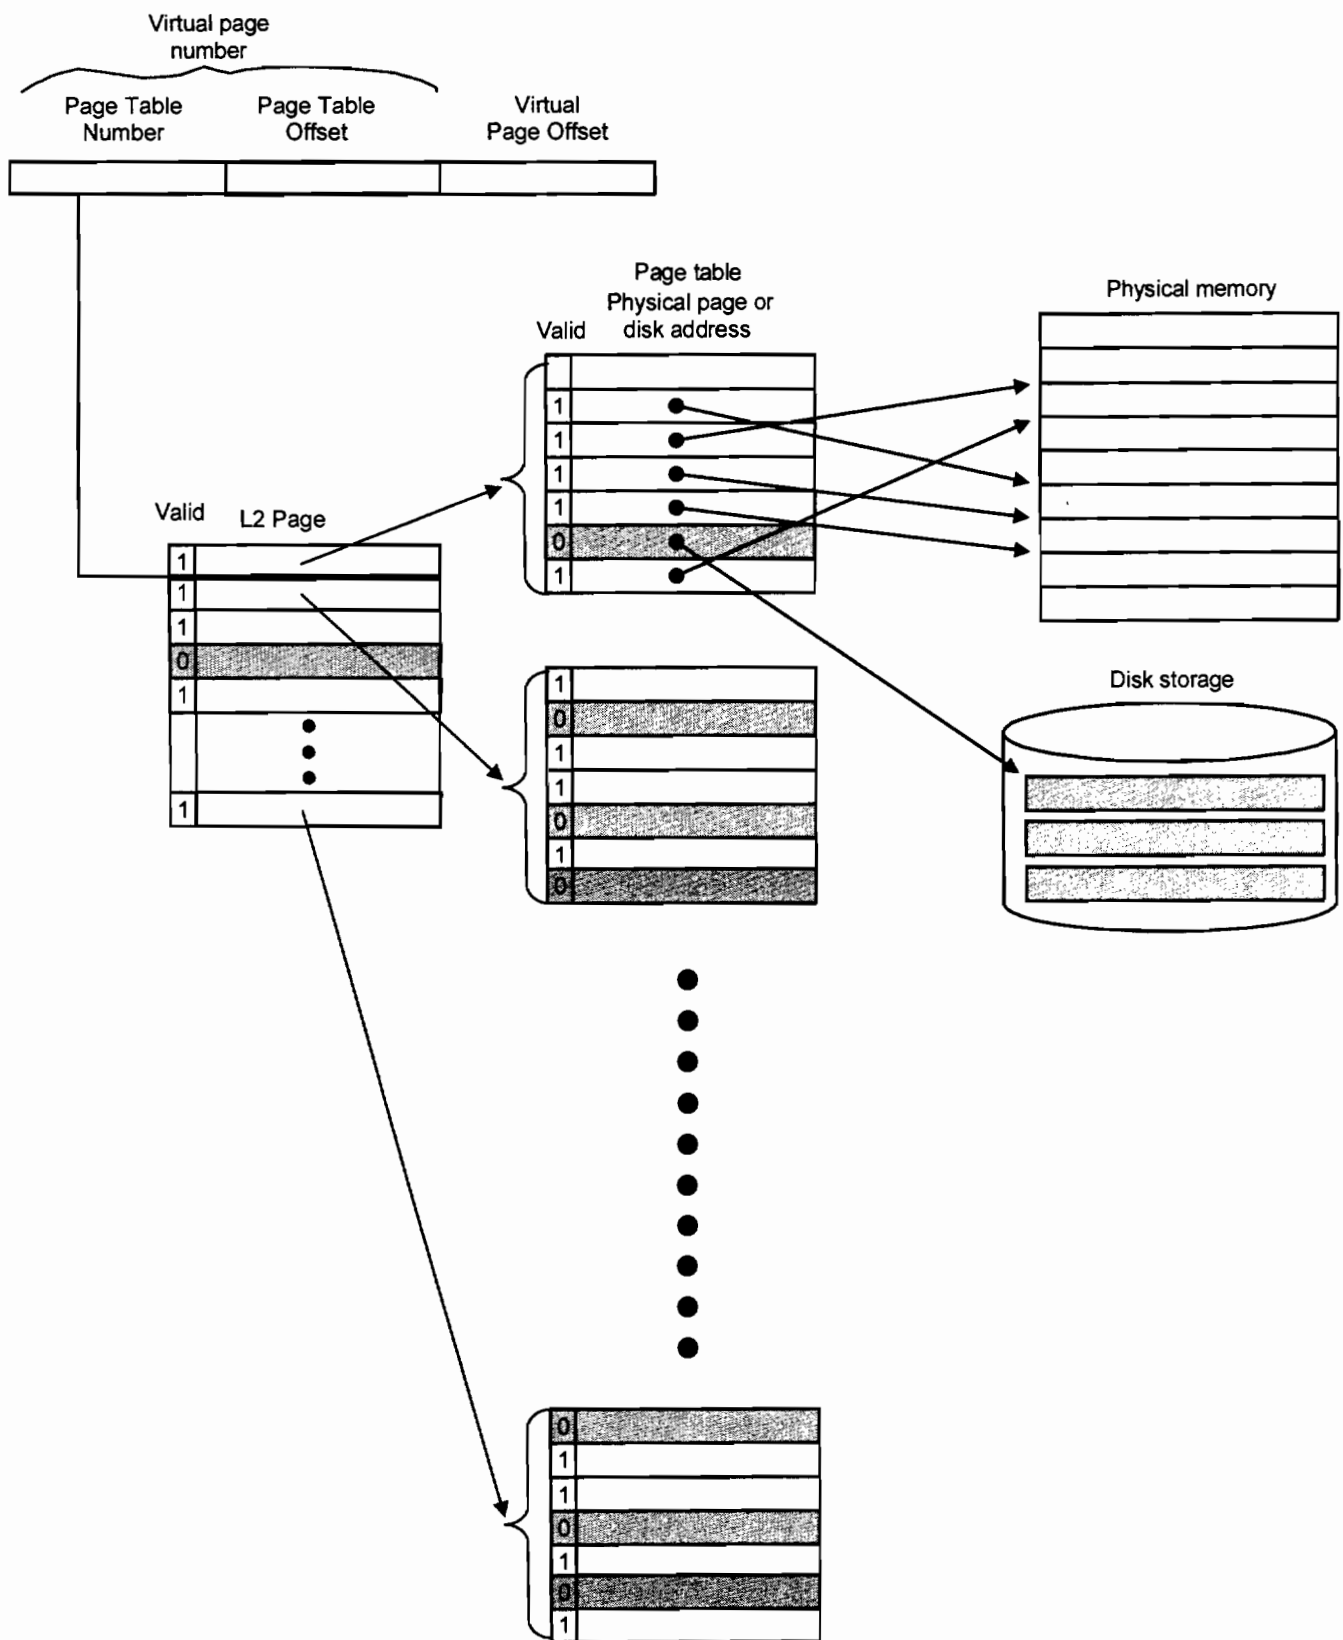 Virtual page
number
Page Table
Number
Page Table
Offset
Virtual
Page Offset
Page table
Physical page or
disk address
Valid
Physical memory
1
1
1
1
0
1
Valid
L2 Page
1
1
1
0
1
1
1
0
1
1
0
1
0
Disk storage
0
1
1
0
1
0
1